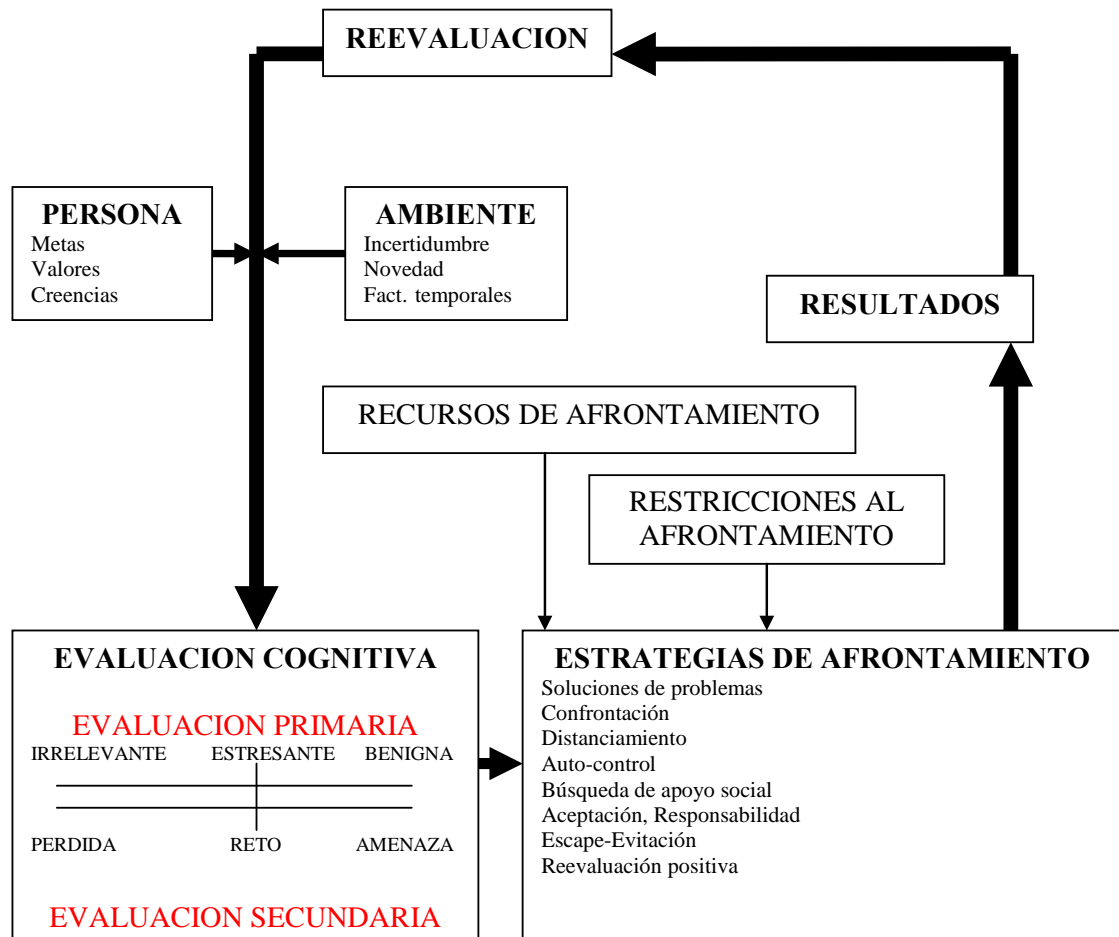 REEVALUACION
PERSONA
Metas
Valores
Creencias
AMBIENTE
Incertidumbre
Novedad
Fact. temporales
RESULTADOS
RECURSOS DE AFRONTAMIENTO
RESTRICCIONES AL
AFRONTAMIENTO
EVALUACION COGNITIVA
EVALUACION PRIMARIA
IRRELEVANTE ESTRESANTE BENIGNA
PERDIDA RETO AMENAZA
EVALUACION SECUNDARIA
ESTRATEGIAS DE AFRONTAMIENTO
Soluciones de problemas
Confrontación
Distanciamiento
Auto-control
Búsqueda de apoyo social
Aceptación, Responsabilidad
Escape-Evitación
Reevaluación positiva